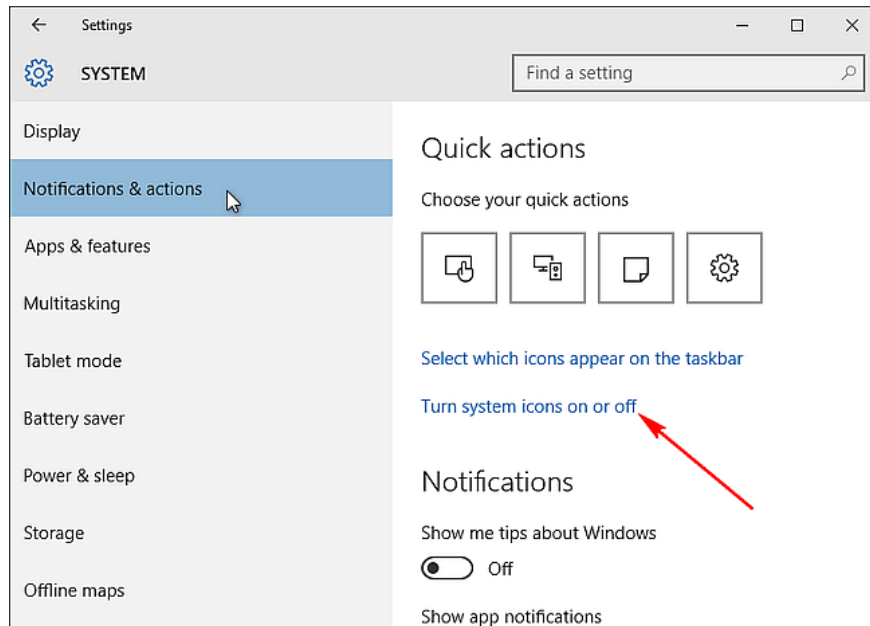 Settings
SYSTEM
Find a setting
Display
Notifications & actions
Apps & features
Multitasking
Tablet mode
Battery saver
Power & sleep
Storage
Offline maps
Quick actions
Choose your quick actions
Select which icons appear on the taskbar
Turn system icons on or off
Notifications
Show me tips about Windows
Off
Show app notifications